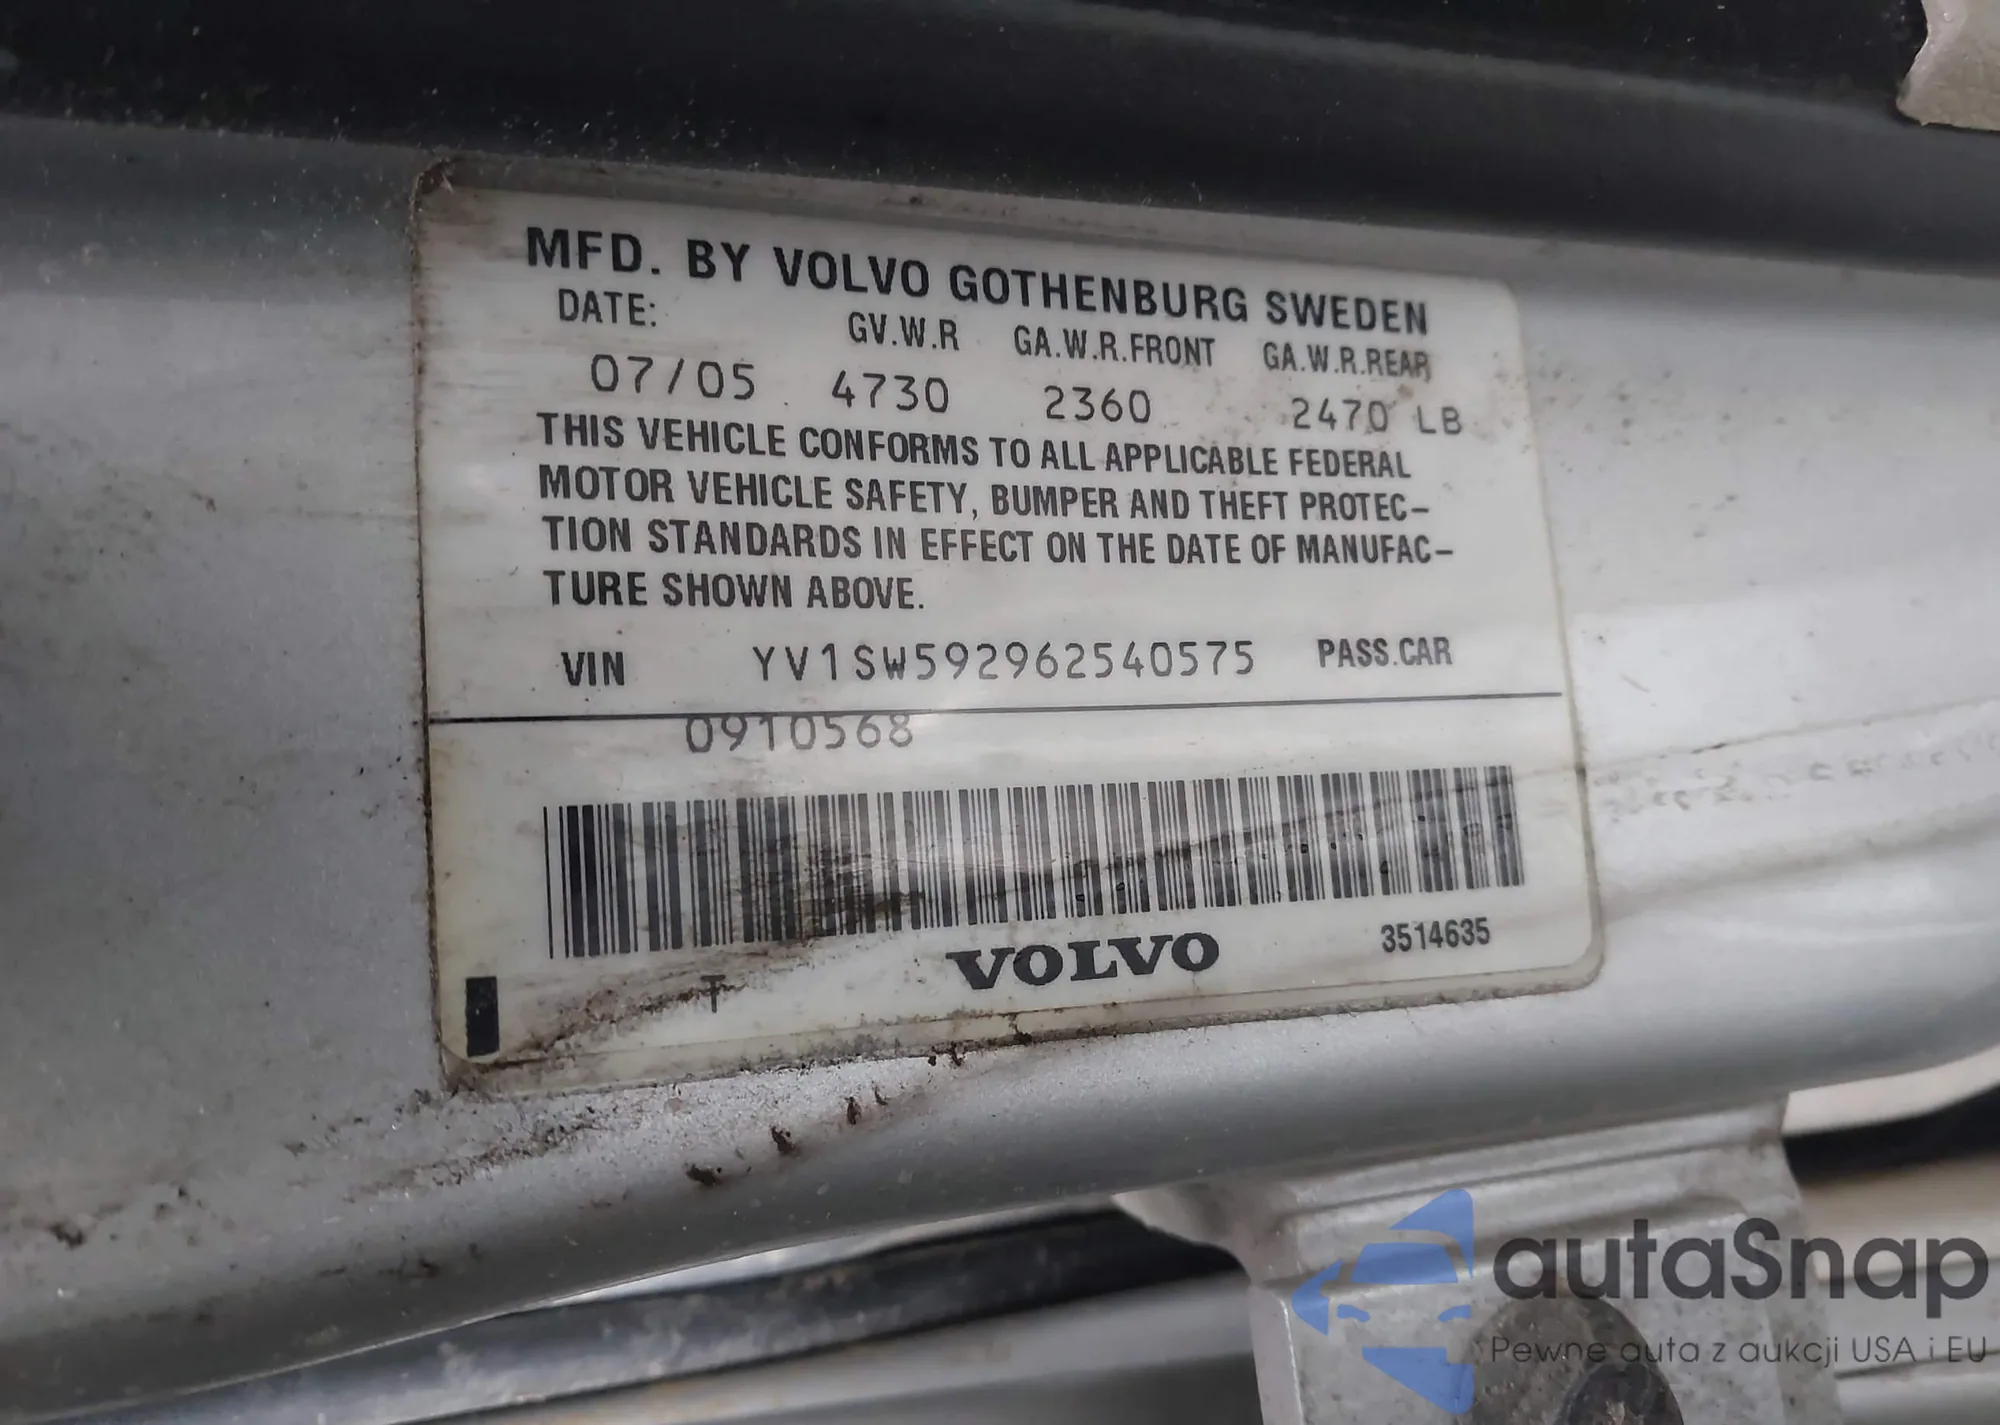 MFD. BY VOLVO GOTHENBURG SWEDEN
DATE: GV.W.R GA.W.R.FRONT GA.W.R.REAR
07/05 4730 2360 2470 LB
THIS VEHICLE CONFORMS TO ALL APPLICABLE FEDERAL
MOTOR VEHICLE SAFETY, BUMPER AND THEFT PROTEC-
TION STANDARDS IN EFFECT ON THE DATE OF MANUFAC-
TURE SHOWN ABOVE.
VIN YV1SW592962540575 PASS.CAR
0910568
T VOLVO 3514635
autaSnap
Pewne auta z aukcji USA i EU